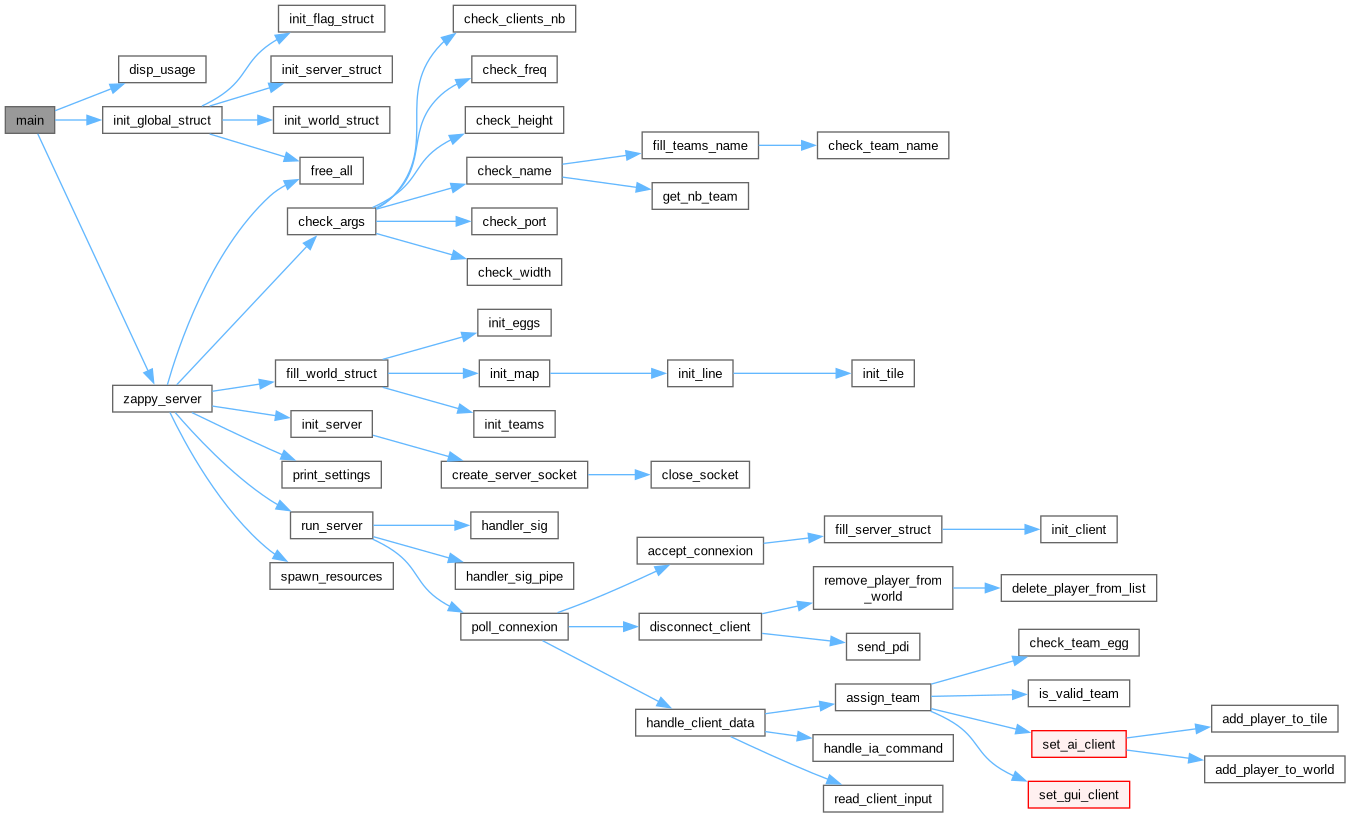 init_flag_struct
check_clients_nb
disp_usage
init_server_struct
check_freq
main
init_global_struct
init_world_struct
check_height
fill_teams_name
check_team_name
free_all
check_name
get_nb_team
check_args
check_port
check_width
init_eggs
zappy_server
fill_world_struct
init_map
init_line
init_tile
init_server
init_teams
print_settings
create_server_socket
close_socket
run_server
handler_sig
fill_server_struct
init_client
accept_connexion
spawn_resources
handler_sig_pipe
remove_player_from
_world
delete_player_from_list
poll_connexion
disconnect_client
send_pdi
check_team_egg
assign_team
is_valid_team
handle_client_data
handle_ia_command
set_ai_client
add_player_to_tile
add_player_to_world
read_client_input
set_gui_client